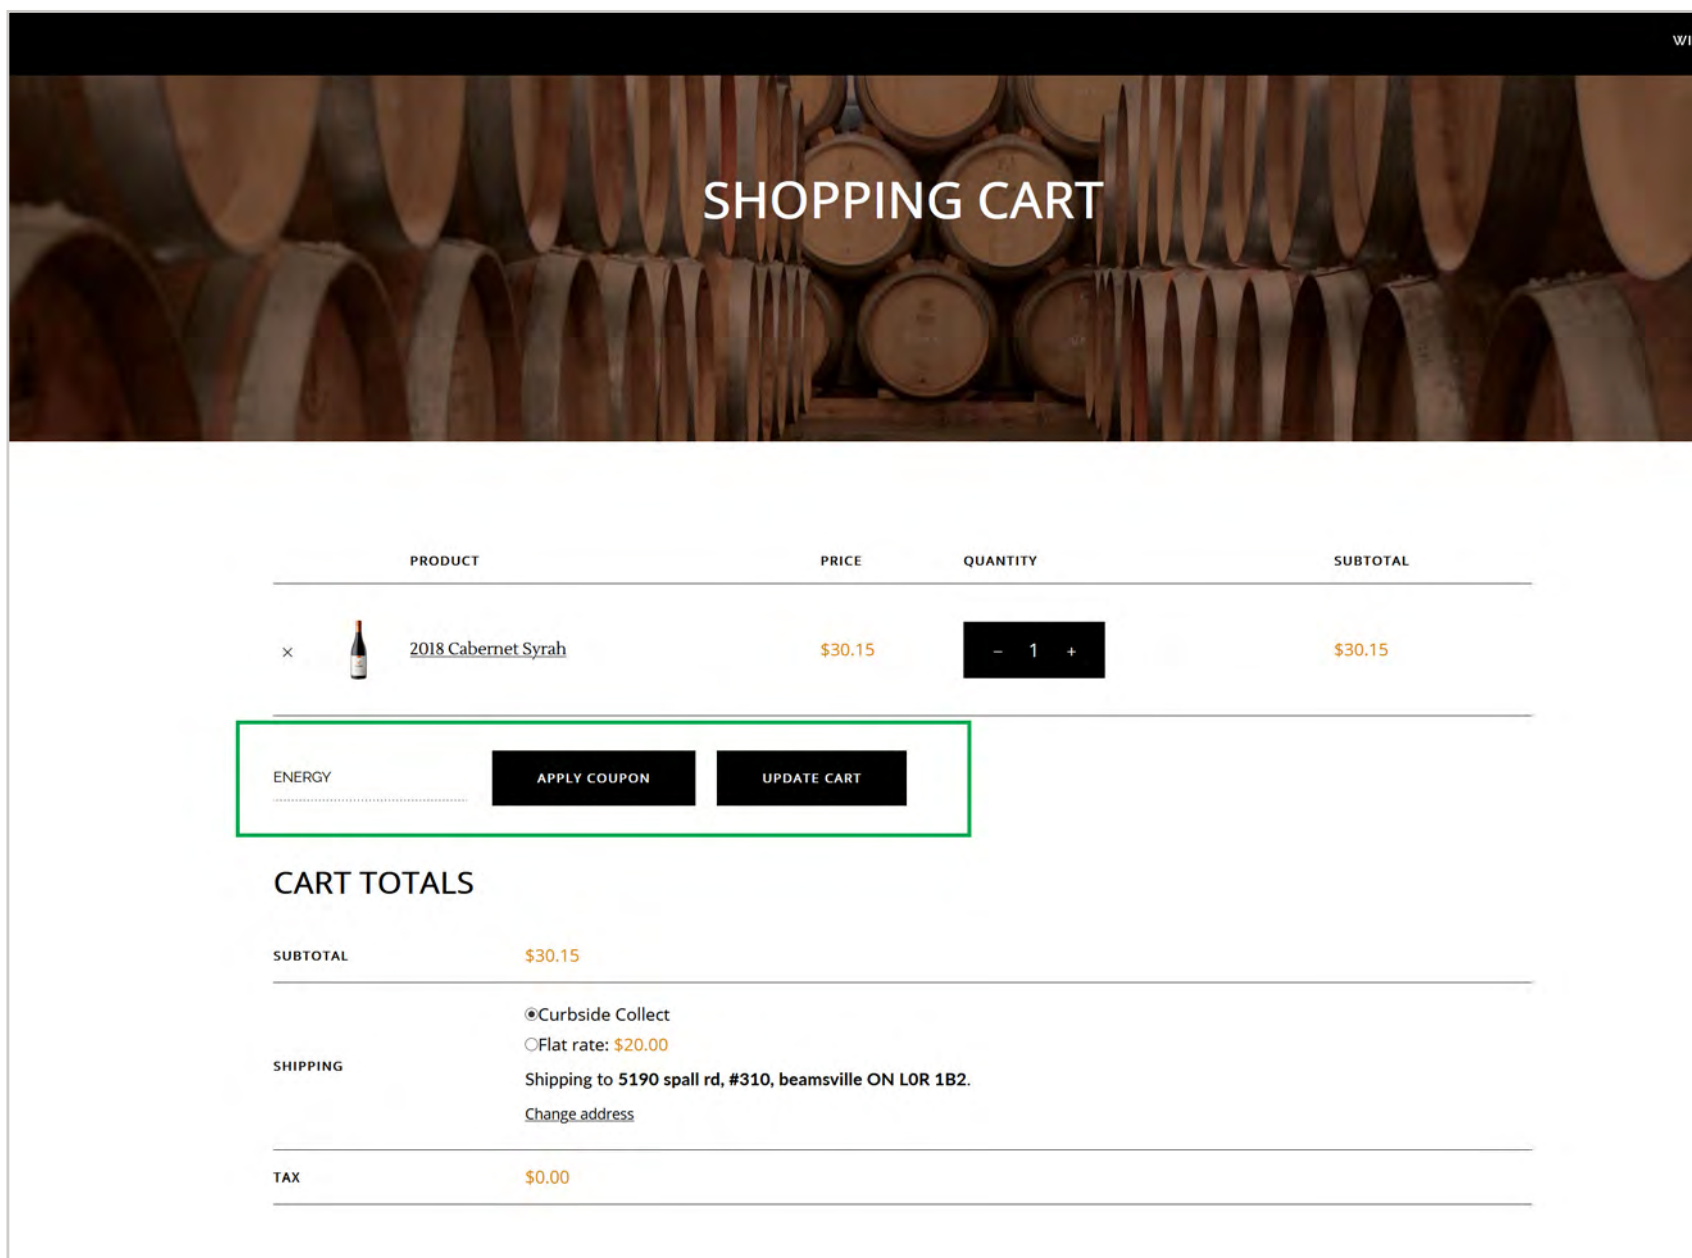 WI
SHOPPING CART
PRODUCT PRICE QUANTITY SUBTOTAL
× 2018 Cabernet Syrah $30.15 − 1 + $30.15
ENERGY APPLY COUPON UPDATE CART
CART TOTALS
SUBTOTAL $30.15
Curbside Collect
Flat rate: $20.00
SHIPPING
Shipping to 5190 spall rd, #310, beamsville ON L0R 1B2.
Change address
TAX $0.00